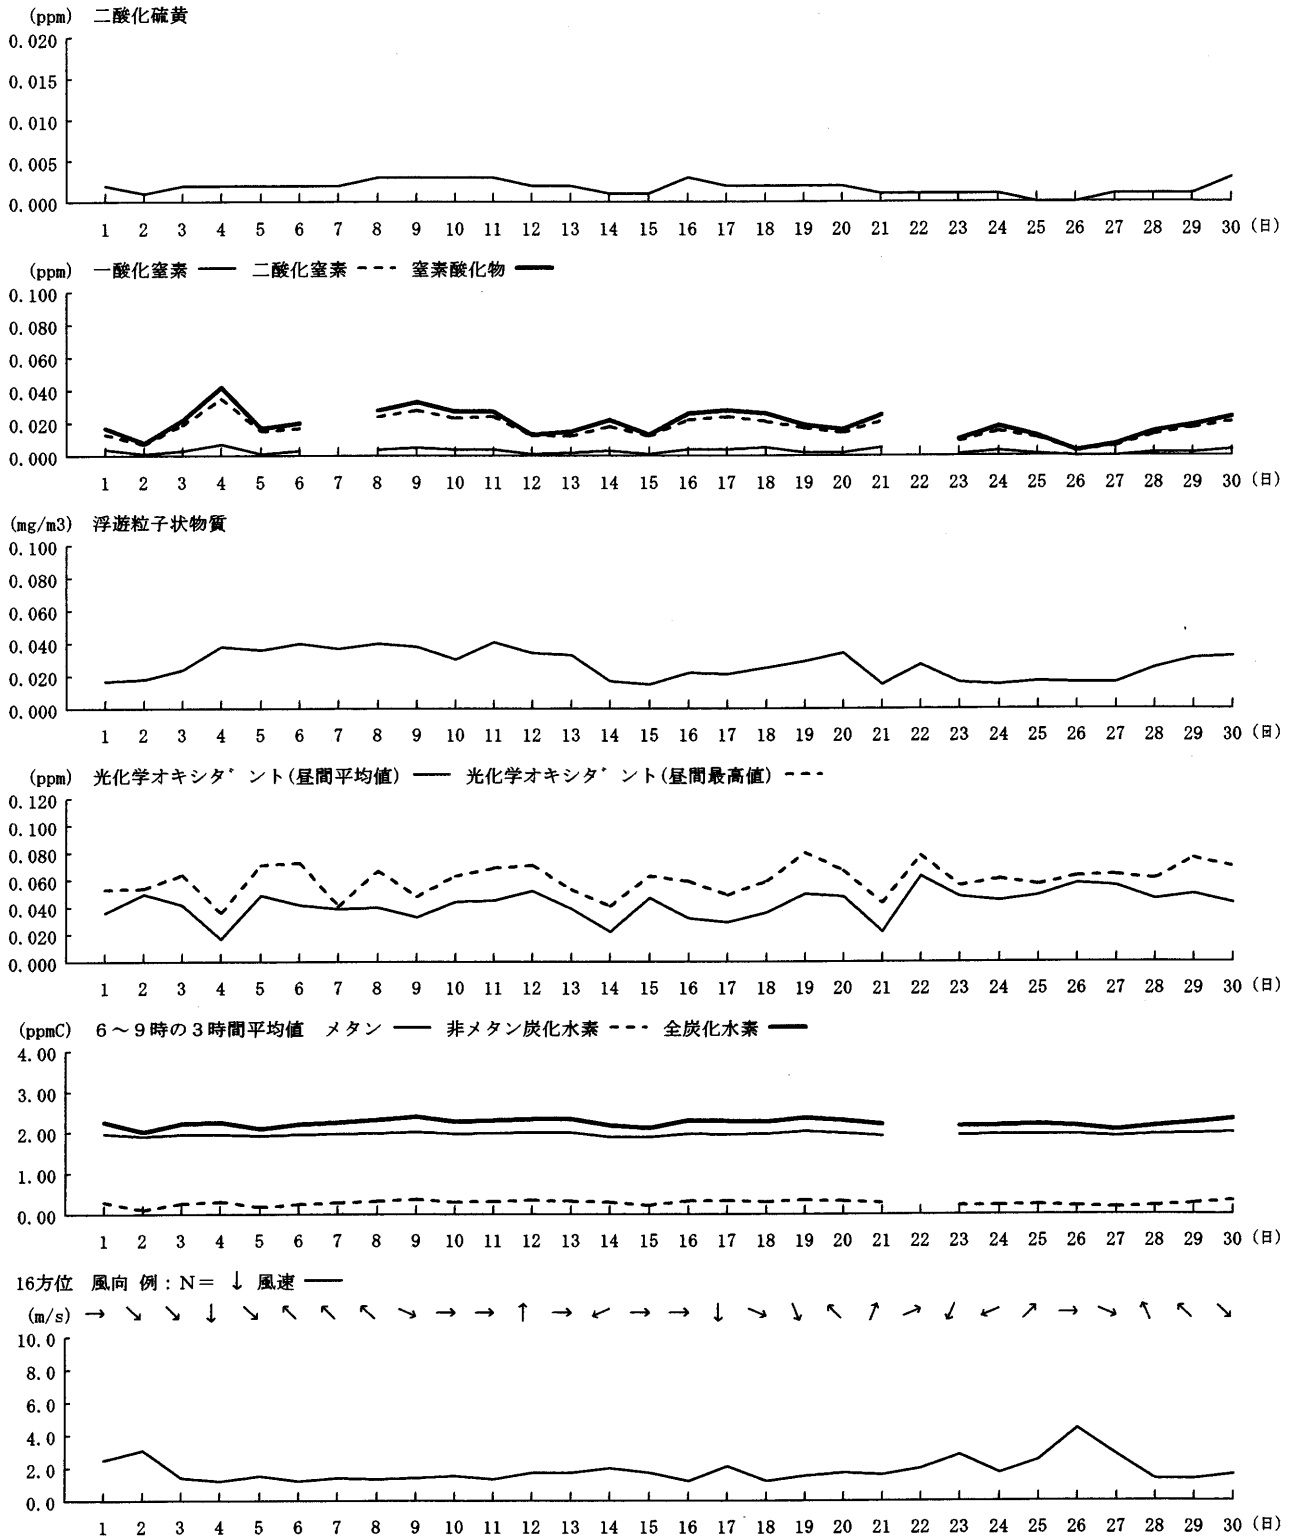 (ppm) 二酸化硫黄
0.020
0.015
0.010
0.005
0.000
1 2 3 4 5 6 7 8 9 10 11 12 13 14 15 16 17 18 19 20 21 22 23 24 25 26 27 28 29 30 (日)
(ppm) 一酸化窒素 二酸化窒素 窒素酸化物
0.100
0.080
0.060
0.040
0.020
0.000
1 2 3 4 5 6 7 8 9 10 11 12 13 14 15 16 17 18 19 20 21 22 23 24 25 26 27 28 29 30 (日)
(mg/m3) 浮遊粒子状物質
0.100
0.080
0.060
0.040
0.020
0.000
1 2 3 4 5 6 7 8 9 10 11 12 13 14 15 16 17 18 19 20 21 22 23 24 25 26 27 28 29 30 (日)
(ppm) 光化学オキシタ゛ント(昼間平均値) 光化学オキシタ゛ント(昼間最高値)
0.120
0.100
0.080
0.060
0.040
0.020
0.000
1 2 3 4 5 6 7 8 9 10 11 12 13 14 15 16 17 18 19 20 21 22 23 24 25 26 27 28 29 30 (日)
(ppmC) 6〜9時の3時間平均値 メタン 非メタン炭化水素 全炭化水素
4.00
3.00
2.00
1.00
0.00
1 2 3 4 5 6 7 8 9 10 11 12 13 14 15 16 17 18 19 20 21 22 23 24 25 26 27 28 29 30 (日)
16方位 風向 例:N= ↓ 風速
(m/s) → ↘ ↘ ↓ ↘ ↖ ↖ ↖ ↘ → → ↑ → ↙ → → ↓ ↘ ↘ ↖ ↗ ↗ ↙ ↙ ↗ → ↘ ↖ ↖ ↘
10.0
8.0
6.0
4.0
2.0
0.0
1 2 3 4 5 6 7 8 9 10 11 12 13 14 15 16 17 18 19 20 21 22 23 24 25 26 27 28 29 30 (日)